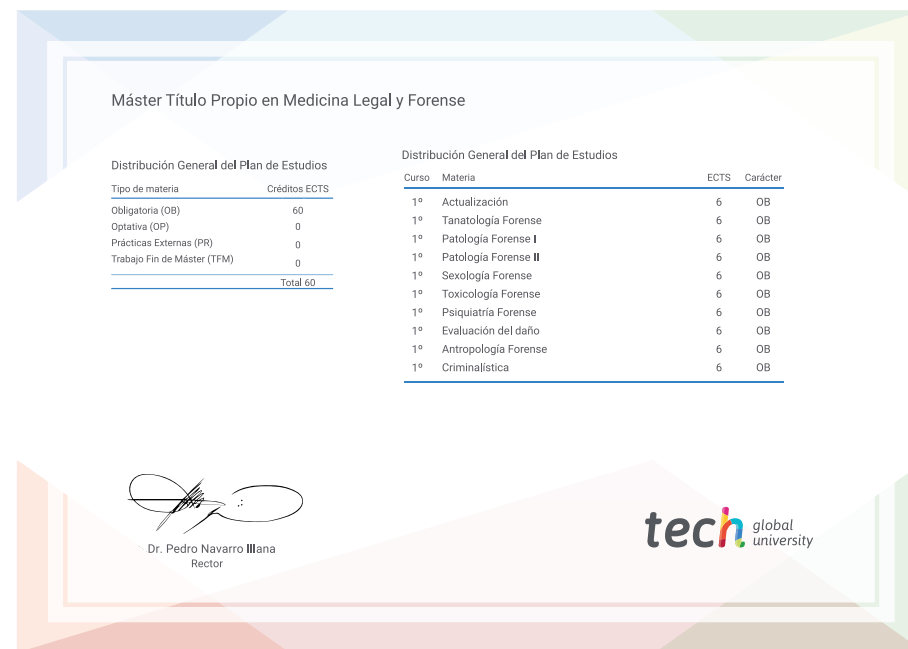 Máster Título Propio en Medicina Legal y Forense
Distribución General del Plan de Estudios
Tipo de materia Créditos ECTS
Obligatoria (OB) 60
Optativa (OP) 0
Prácticas Externas (PR) 0
Trabajo Fin de Máster (TFM) 0
Total 60
Distribución General del Plan de Estudios
Curso Materia ECTS Carácter
1º Actualización 6 OB
1º Tanatología Forense 6 OB
1º Patología Forense I 6 OB
1º Patología Forense II 6 OB
1º Sexología Forense 6 OB
1º Toxicología Forense 6 OB
1º Psiquiatría Forense 6 OB
1º Evaluación del daño 6 OB
1º Antropología Forense 6 OB
1º Criminalística 6 OB
Dr. Pedro Navarro Illana
Rector
tech global
university